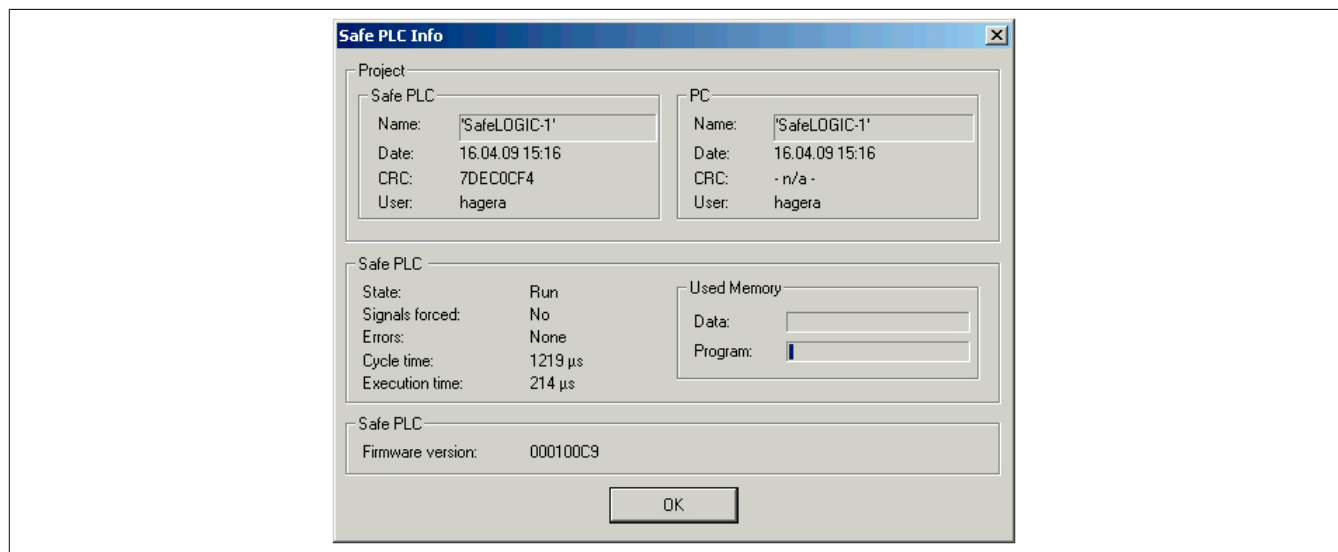 Safe PLC Info
Project
Safe PLC
Name: 'SafeLOGIC-1'
Date: 16.04.09 15:16
CRC: 7DEC0CF4
User: hagera
PC
Name: 'SafeLOGIC-1'
Date: 16.04.09 15:16
CRC: - n/a -
User: hagera
Safe PLC
State: Run
Signals forced: No
Errors: None
Cycle time: 1219 µs
Execution time: 214 µs
Used Memory
Data:
Program:
Safe PLC
Firmware version: 000100C9
OK